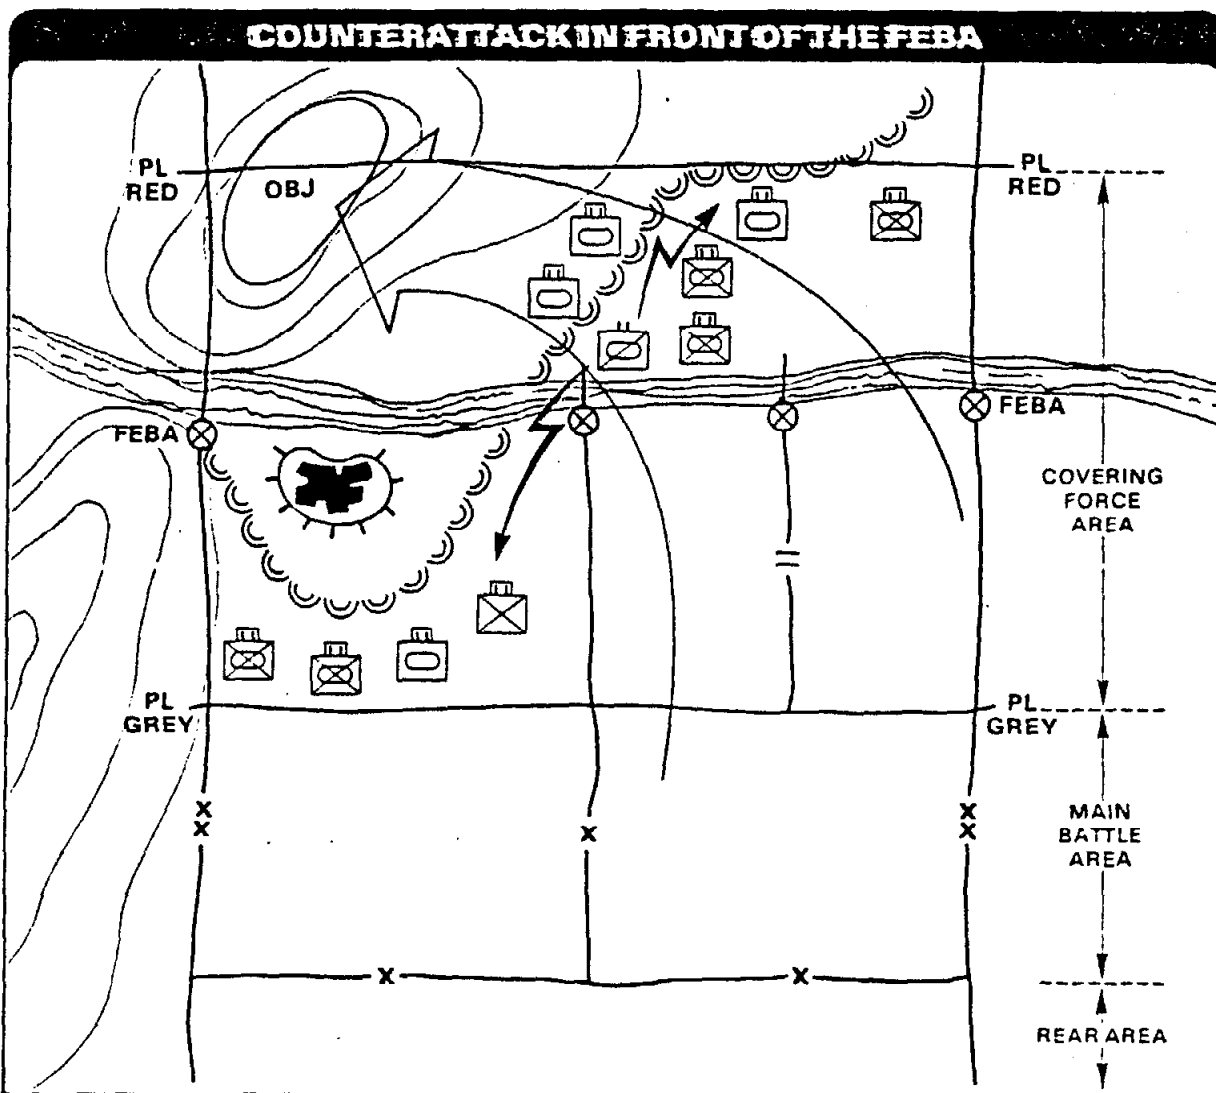 COUNTERATTACK IN FRONT OF THE FEBA
PL
RED
OBJ
PL
RED
FEBA
FEBA
COVERING
FORCE
AREA
PL
GREY
PL
GREY
X
X
X
X
X
MAIN
BATTLE
AREA
X
X
REAR AREA